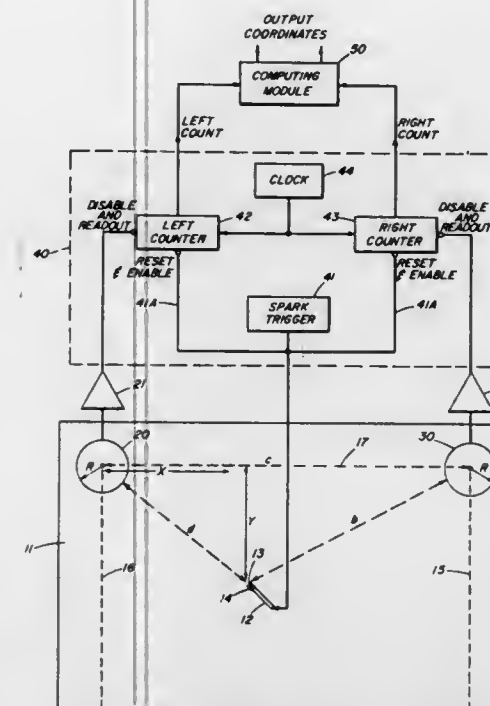 OUTPUT
COORDINATES
50
COMPUTING
MODULE
LEFT
COUNT
RIGHT
COUNT
CLOCK
44
DISABLE
AND
READOUT
42
LEFT
COUNTER
43
RIGHT
COUNTER
DISABLE
AND
READOUT
40
RESET
& ENABLE
RESET
& ENABLE
41
SPARK
TRIGGER
41A
41A
21
20
30
R
c
17
R
X
11
d
Y
b
13
14
12
16
15